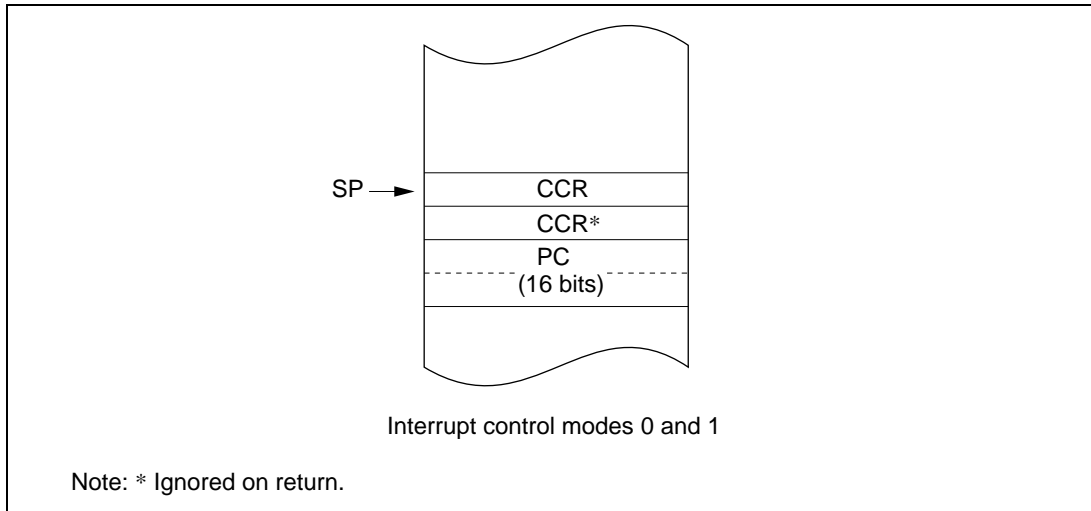 SP
CCR
CCR*
PC
(16 bits)
Interrupt control modes 0 and 1
Note: * Ignored on return.